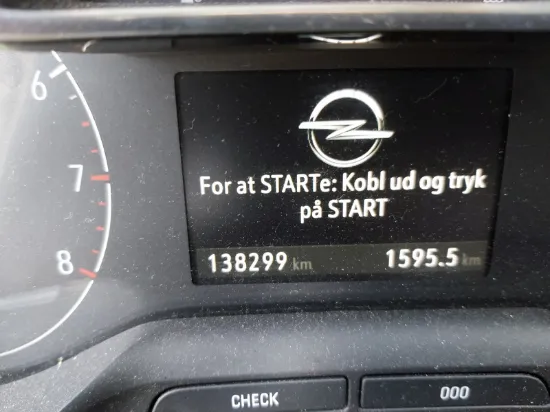 6
7
8
For at STARTe: Kobl ud og tryk
på START
138299 km 1595.5 km
CHECK 000